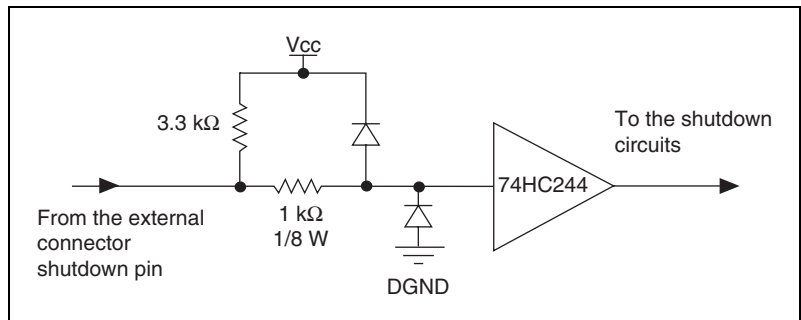 Vcc
3.3 kΩ
To the shutdown
circuits
74HC244
From the external
connector
shutdown pin
1 kΩ
1/8 W
DGND